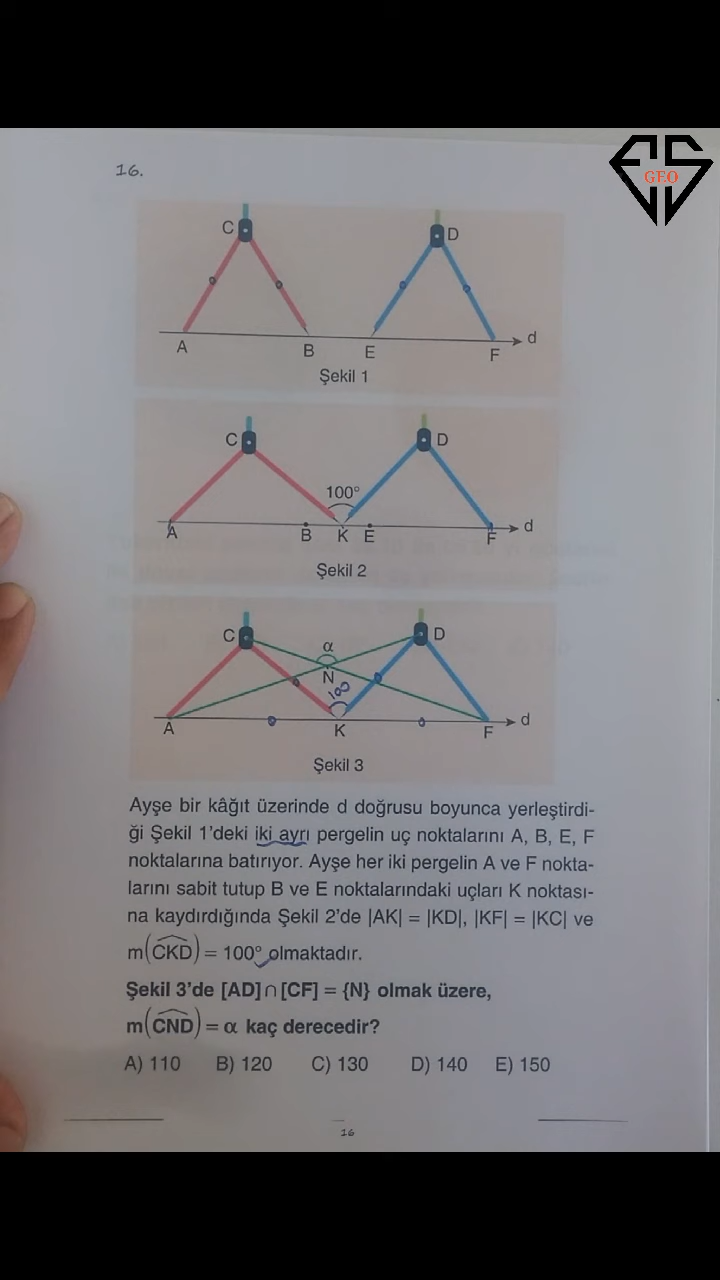 GEO
16.
C
D
A
B
E
F
d
Şekil 1
C
D
100°
A
B
K
E
F
d
Şekil 2
C
α
D
N
100
A
K
F
d
Şekil 3
Ayşe bir kâğıt üzerinde d doğrusu boyunca yerleştirdi-
ği Şekil 1'deki iki ayrı pergelin uç noktalarını A, B, E, F
noktalarına batırıyor. Ayşe her iki pergelin A ve F nokta-
larını sabit tutup B ve E noktalarındaki uçları K noktası-
na kaydırdığında Şekil 2'de |AK| = |KD|, |KF| = |KC| ve
m(CKD) = 100° olmaktadır.
Şekil 3'de [AD]∩[CF] = {N} olmak üzere,
m(CND) = α kaç derecedir?
A) 110 B) 120 C) 130 D) 140 E) 150
16